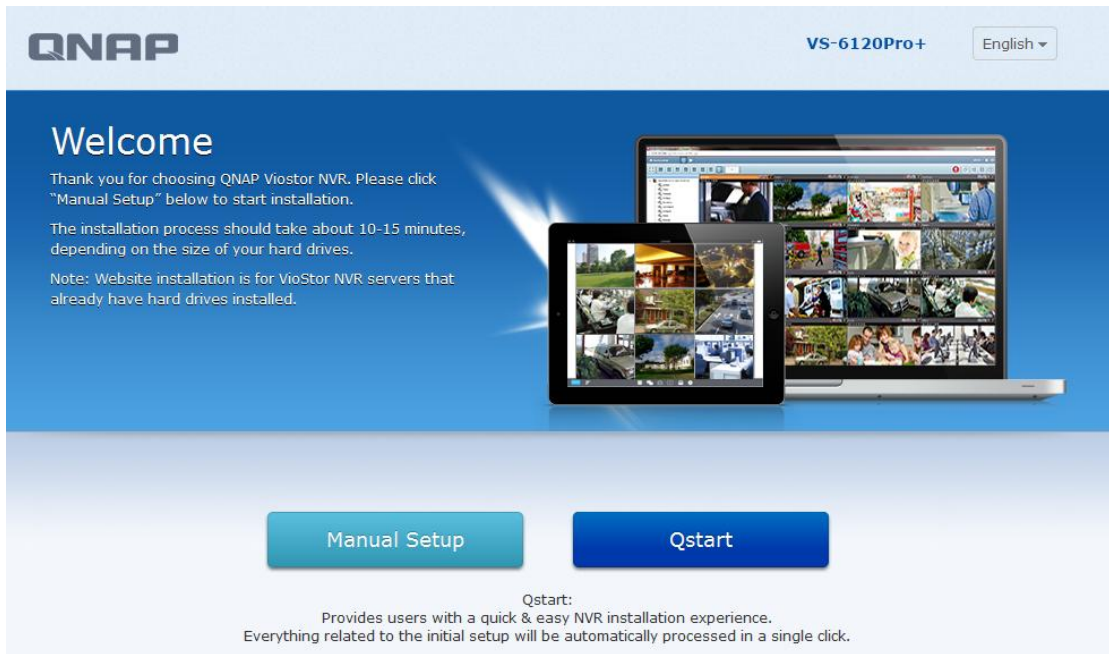 QNAP
VS-6120Pro+
English
Welcome
Thank you for choosing QNAP Viostor NVR. Please click
“Manual Setup” below to start installation.
The installation process should take about 10-15 minutes,
depending on the size of your hard drives.
Note: Website installation is for VioStor NVR servers that
already have hard drives installed.
Manual Setup
Qstart
Qstart:
Provides users with a quick & easy NVR installation experience.
Everything related to the initial setup will be automatically processed in a single click.